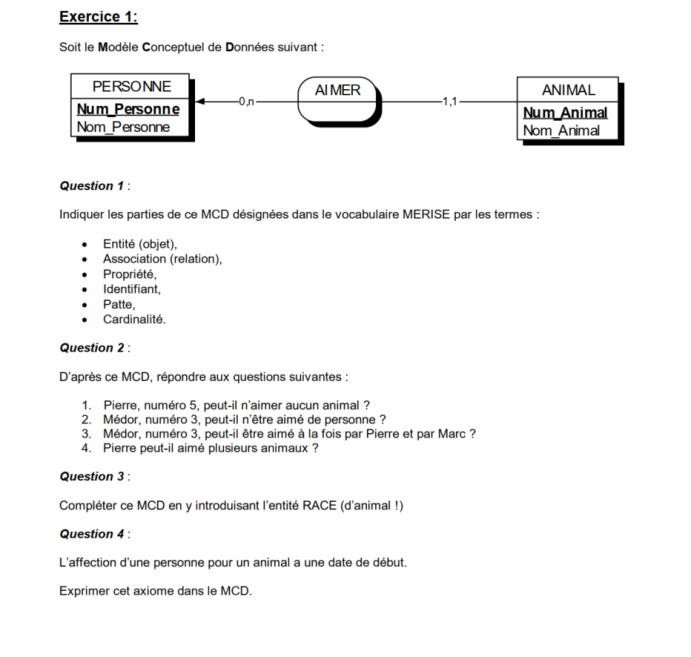 Exercice 1:
Soit le Modèle Conceptuel de Données suivant :
PERSONNE
Num_Personne
Nom_Personne
0,n
AIMER
1,1
ANIMAL
Num_Animal
Nom_Animal
Question 1 :
Indiquer les parties de ce MCD désignées dans le vocabulaire MERISE par les termes :
• Entité (objet),
• Association (relation),
• Propriété,
• Identifiant,
• Patte,
• Cardinalité.
Question 2 :
D'après ce MCD, répondre aux questions suivantes :
1. Pierre, numéro 5, peut-il n'aimer aucun animal ?
2. Médor, numéro 3, peut-il n'être aimé de personne ?
3. Médor, numéro 3, peut-il être aimé à la fois par Pierre et par Marc ?
4. Pierre peut-il aimé plusieurs animaux ?
Question 3 :
Compléter ce MCD en y introduisant l'entité RACE (d'animal !)
Question 4 :
L'affection d'une personne pour un animal a une date de début.
Exprimer cet axiome dans le MCD.